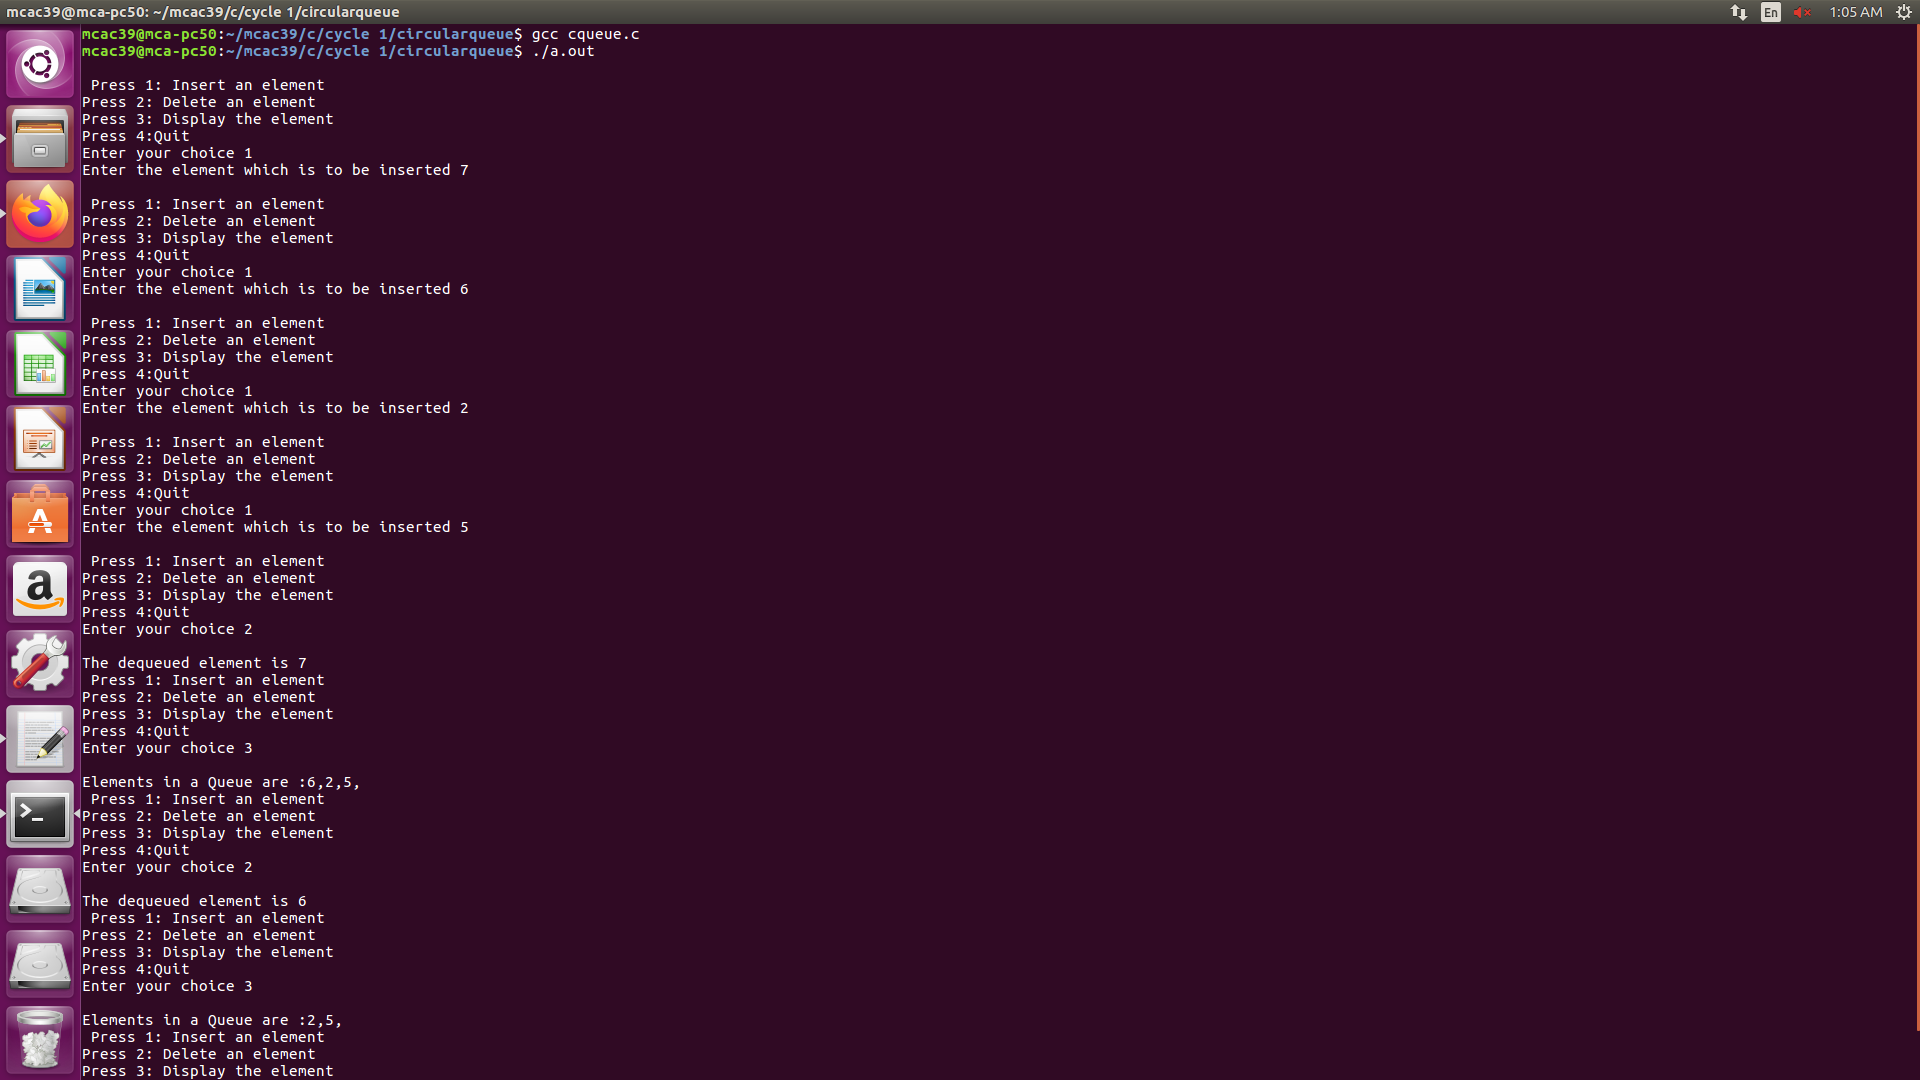 mcac39@mca-pc50: ~/mcac39/c/cycle 1/circularqueue
En
1:05 AM
mcac39@mca-pc50:~/mcac39/c/cycle 1/circularqueue$ gcc cqueue.c
mcac39@mca-pc50:~/mcac39/c/cycle 1/circularqueue$ ./a.out
Press 1: Insert an element
Press 2: Delete an element
Press 3: Display the element
Press 4:Quit
Enter your choice 1
Enter the element which is to be inserted 7
Press 1: Insert an element
Press 2: Delete an element
Press 3: Display the element
Press 4:Quit
Enter your choice 1
Enter the element which is to be inserted 6
Press 1: Insert an element
Press 2: Delete an element
Press 3: Display the element
Press 4:Quit
Enter your choice 1
Enter the element which is to be inserted 2
Press 1: Insert an element
Press 2: Delete an element
Press 3: Display the element
Press 4:Quit
Enter your choice 1
Enter the element which is to be inserted 5
Press 1: Insert an element
Press 2: Delete an element
Press 3: Display the element
Press 4:Quit
Enter your choice 2
The dequeued element is 7
Press 1: Insert an element
Press 2: Delete an element
Press 3: Display the element
Press 4:Quit
Enter your choice 3
Elements in a Queue are :6,2,5,
Press 1: Insert an element
Press 2: Delete an element
Press 3: Display the element
Press 4:Quit
Enter your choice 2
The dequeued element is 6
Press 1: Insert an element
Press 2: Delete an element
Press 3: Display the element
Press 4:Quit
Enter your choice 3
Elements in a Queue are :2,5,
Press 1: Insert an element
Press 2: Delete an element
Press 3: Display the element